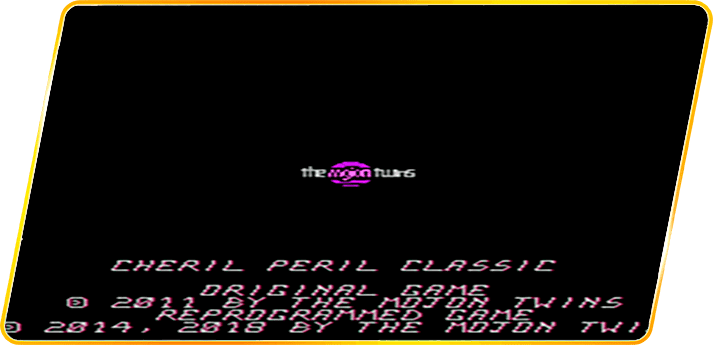 the mojon twins
CHERIL PERIL CLASSIC
ORIGINAL GAME
© 2011 BY THE MOJON TWINS
REPROGRAMMED GAME
© 2014, 2018 BY THE MOJON TWI